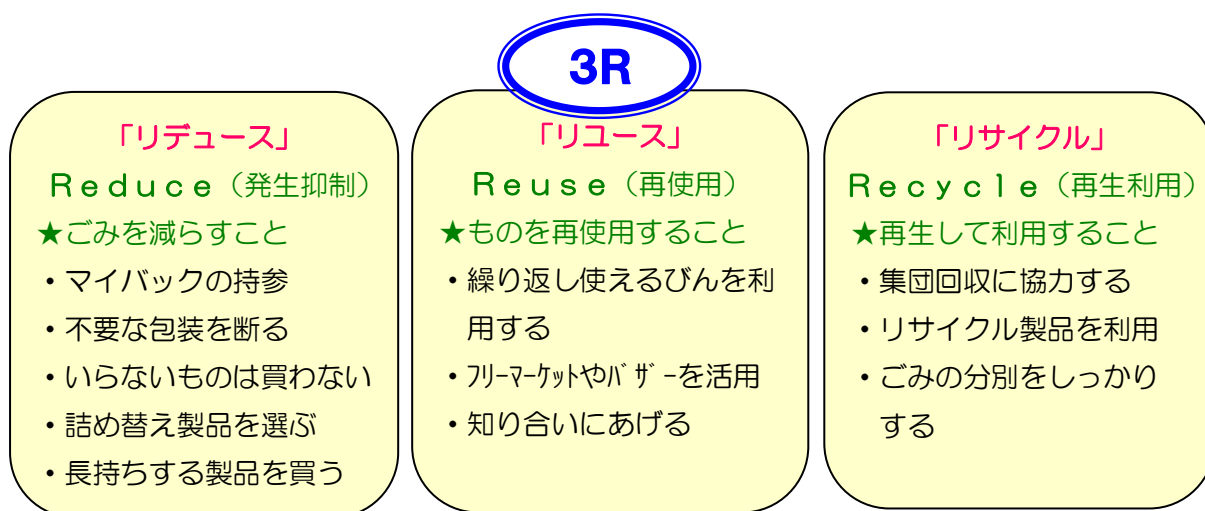 3R
「リデュース」
Reduce（発生抑制）
★ごみを減らすこと
・マイバックの持参
・不要な包装を断る
・いらないものは買わない
・詰め替え製品を選ぶ
・長持ちする製品を買う
「リユース」
Reuse（再使用）
★ものを再使用すること
・繰り返し使えるびんを利
用する
・ﾌﾘｰﾏｰｹｯﾄやﾊﾞｻﾞｰを活用
・知り合いにあげる
「リサイクル」
Recycle（再生利用）
★再生して利用すること
・集団回収に協力する
・リサイクル製品を利用
・ごみの分別をしっかり
する